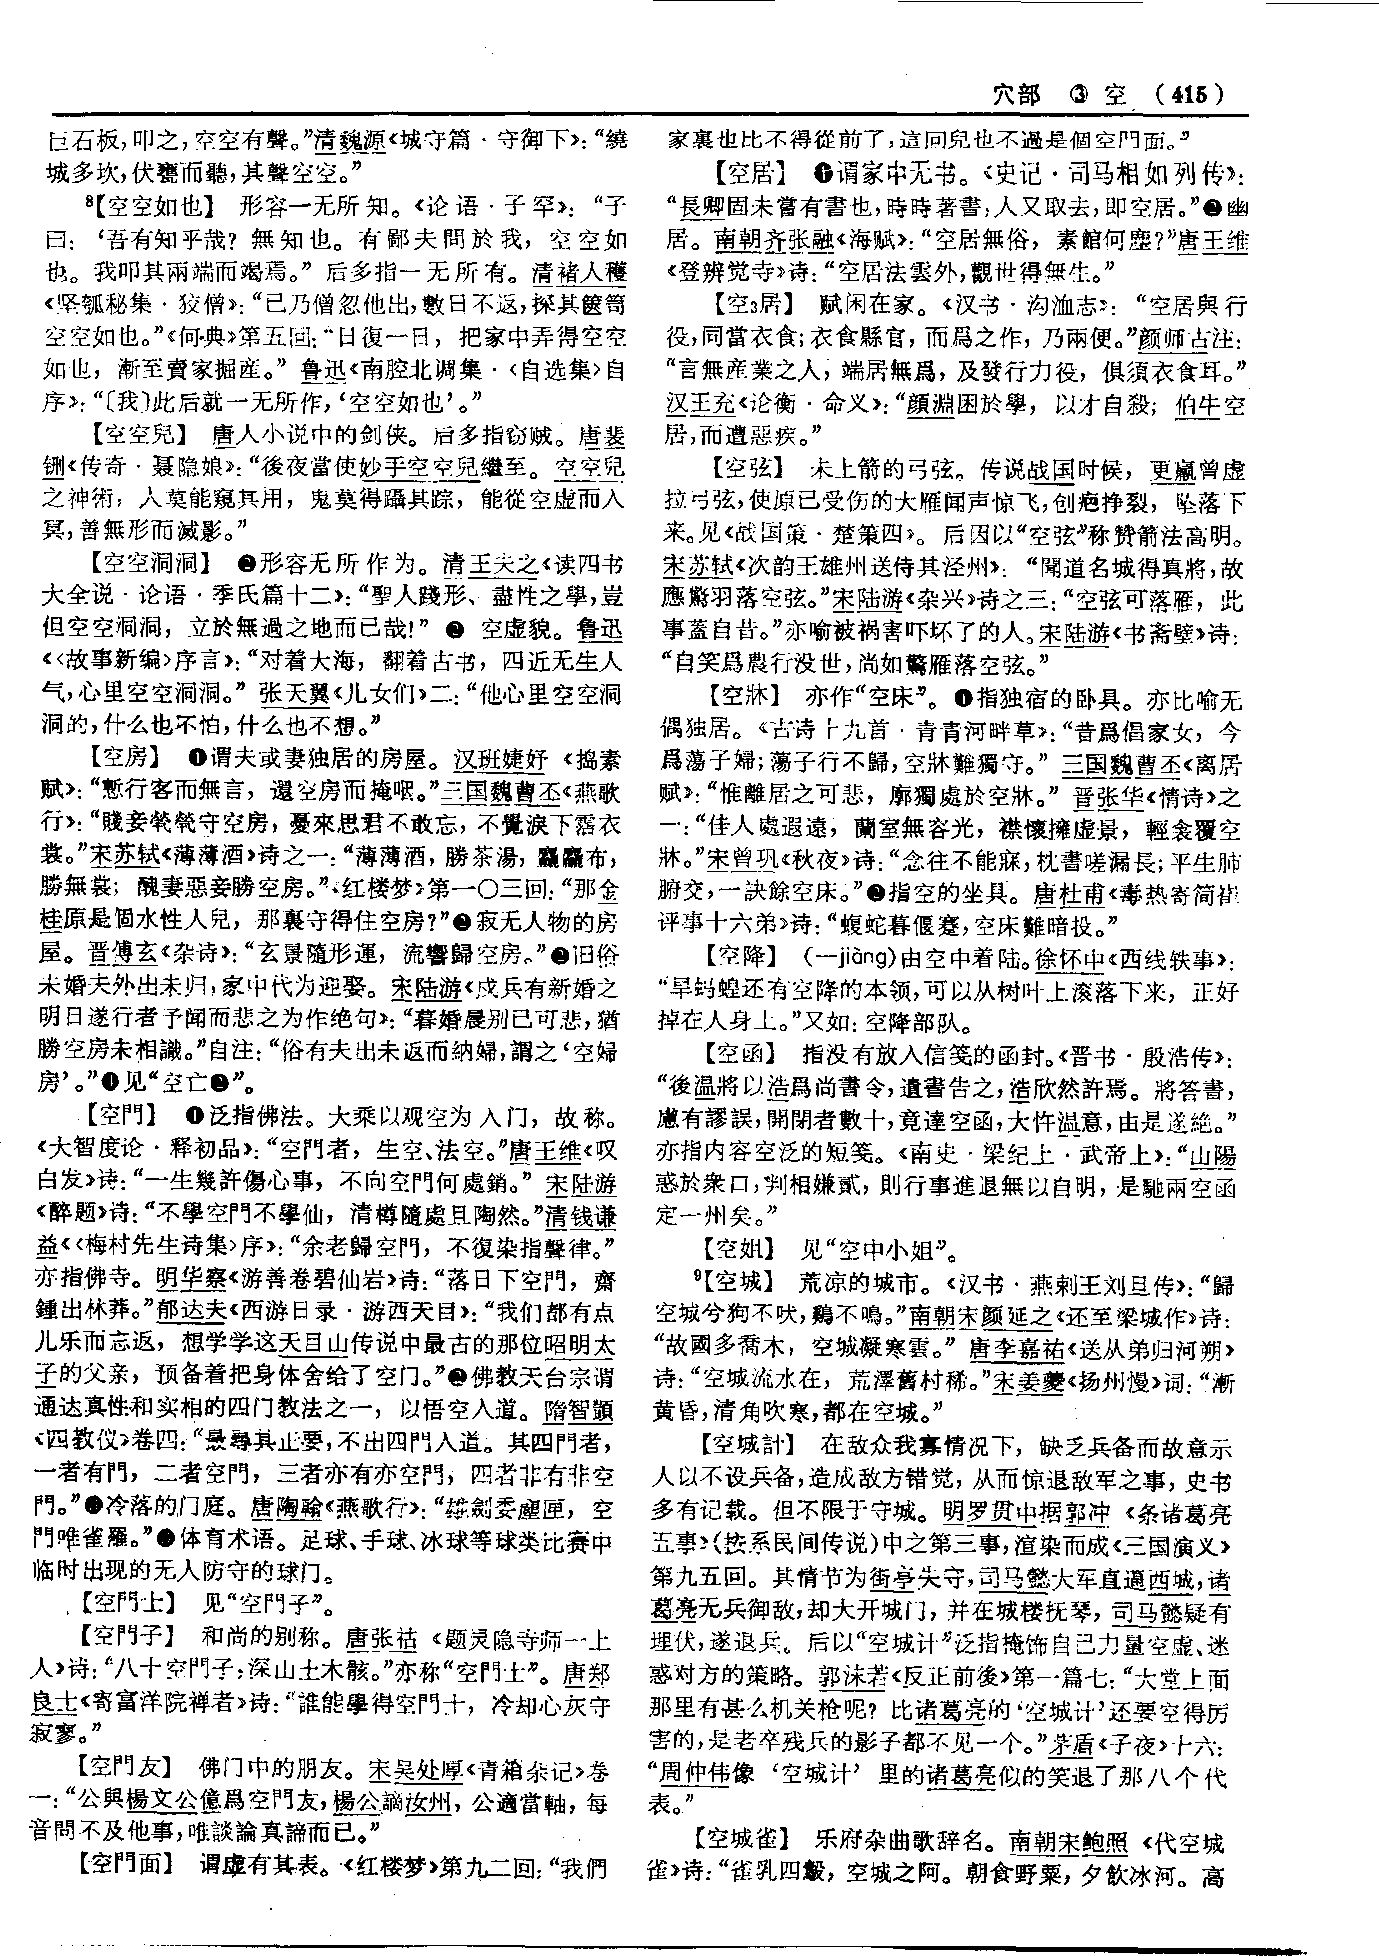 穴部 ③ 空 (415)
巨石板,叩之,空空有聲。”清魏源《城守篇·守御下》:“繞
城多坎,伏甕而聽,其聲空空。”
⁸【空空如也】 形容一无所知。《论语·子罕》:“子
曰:‘吾有知乎哉?無知也。有鄙夫問於我,空空如
也。我叩其兩端而竭焉。”后多指一无所有。清褚人穫
《坚瓠秘集·狡僧》:“已乃僧忽他出,數日不返,探其篋笥
空空如也。”《何典》第五回:“日復一日,把家中弄得空空
如也,漸至賣家掘産。”鲁迅《南腔北调集·〈自选集〉自
序》:“〔我〕此后就一无所作,‘空空如也’。”
【空空兒】 唐人小说中的剑侠。后多指窃贼。唐裴
铏《传奇·聂隐娘》:“後夜當使妙手空空兒繼至。空空兒
之神術,人莫能窺其用,鬼莫得躡其踪,能從空虚而入
冥,善無形而滅影。”
【空空洞洞】 ❶形容无所作为。清王夫之《读四书
大全说·论语·季氏篇十二》:“聖人踐形、盡性之學,豈
但空空洞洞,立於無過之地而已哉!”❷空虚貌。鲁迅
《〈故事新编〉序言》:“对着大海,翻着古书,四近无生人
气,心里空空洞洞。”张天翼《儿女们》二:“他心里空空洞
洞的,什么也不怕,什么也不想。”
【空房】 ❶谓夫或妻独居的房屋。汉班婕妤《捣素
赋》:“慙行客而無言,還空房而掩咽。”三国魏曹丕《燕歌
行》:“賤妾煢煢守空房,憂來思君不敢忘,不覺淚下霑衣
裳。”宋苏轼《薄薄酒》诗之一:“薄薄酒,勝茶湯;麤麤布,
勝無裳;醜妻惡妾勝空房。”《红楼梦》第一〇三回:“那金
桂原是個水性人兒,那裏守得住空房?”❷寂无人物的房
屋。晋傅玄《杂诗》:“玄景隨形運,流響歸空房。”❸旧俗
未婚夫外出未归,家中代为迎娶。宋陆游《戍兵有新婚之
明日遂行者予闻而悲之为作绝句》:“暮婚晨别已可悲,猶
勝空房未相識。”自注:“俗有夫出未返而納婦,謂之‘空婦
房’。”❹见“空亡❷”。
【空門】 ❶泛指佛法。大乘以观空为入门,故称。
《大智度论·释初品》:“空門者,生空、法空。”唐王维《叹
白发》诗:“一生幾許傷心事,不向空門何處銷。”宋陆游
《醉题》诗:“不學空門不學仙,清樽隨處且陶然。”清钱谦
益《〈梅村先生诗集〉序》:“余老歸空門,不復染指聲律。”
亦指佛寺。明华察《游善卷碧仙岩》诗:“落日下空門,齋
鍾出林莽。”郁达夫《西游日录·游西天目》:“我们都有点
儿乐而忘返,想学学这天目山传说中最古的那位昭明太
子的父亲,预备着把身体舍给了空门。”❷佛教天台宗谓
通达真性和实相的四门教法之一,以悟空入道。隋智顗
《四教仪》卷四:“最尋其正要,不出四門入道。其四門者,
一者有門,二者空門,三者亦有亦空門,四者非有非空
門。”❸冷落的门庭。唐陶翰《燕歌行》:“雄劍委塵匣,空
門唯雀羅。”❹体育术语。足球、手球、冰球等球类比赛中
临时出现的无人防守的球门。
【空門士】 见“空門子”。
【空門子】 和尚的别称。唐张祜《题灵隐寺师一上
人》诗:“八十空門子,深山土木骸。”亦称“空門士”。唐郑
良士《寄富洋院禅者》诗:“誰能學得空門士,冷却心灰守
寂寥。”
【空門友】 佛门中的朋友。宋吴处厚《青箱杂记》卷
一:“公與楊文公億爲空門友,楊公謫汝州,公適當軸,每
音問不及他事,唯談論真諦而已。”
【空門面】 谓虚有其表。《红楼梦》第九二回:“我們
家裏也比不得從前了,這回兒也不過是個空門面。”
【空居】 ❶谓家中无书。《史记·司马相如列传》:
“長卿固未嘗有書也,時時著書,人又取去,即空居。”❷幽
居。南朝齐张融《海赋》:“空居無俗,素館何塵?”唐王维
《登辨觉寺》诗:“空居法雲外,觀世得無生。”
【空₃居】 赋闲在家。《汉书·沟洫志》:“空居與行
役,同當衣食;衣食縣官,而爲之作,乃兩便。”颜师古注:
“言無産業之人,端居無爲,及發行力役,俱須衣食耳。”
汉王充《论衡·命义》:“顔淵困於學,以才自殺;伯牛空
居,而遭惡疾。”
【空弦】 未上箭的弓弦。传说战国时候,更羸曾虚
拉弓弦,使原已受伤的大雁闻声惊飞,创疤挣裂,坠落下
来。见《战国策·楚策四》。后因以“空弦”称赞箭法高明。
宋苏轼《次韵王雄州送侍其泾州》:“聞道名城得真將,故
應驚羽落空弦。”宋陆游《杂兴》诗之三:“空弦可落雁,此
事蓋自昔。”亦喻被祸害吓坏了的人。宋陆游《书斋壁》诗:
“自笑爲農行没世,尚如驚雁落空弦。”
【空牀】 亦作“空床”。❶指独宿的卧具。亦比喻无
偶独居。《古诗十九首·青青河畔草》:“昔爲倡家女,今
爲蕩子婦;蕩子行不歸,空牀難獨守。”三国魏曹丕《离居
赋》:“惟離居之可悲,廓獨處於空牀。”晋张华《情诗》之
一:“佳人處遐遠,蘭室無容光,襟懷擁虚景,輕衾覆空
牀。”宋曾巩《秋夜》诗:“念往不能寐,枕書嗟漏長;平生肺
腑交,一訣餘空床。”❷指空的坐具。唐杜甫《毒热寄简崔
评事十六弟》诗:“蝮蛇暮偃蹇,空床難暗投。”
【空降】 (—jiàng)由空中着陆。徐怀中《西线轶事》:
“旱蚂蝗还有空降的本领,可以从树叶上滚落下来,正好
掉在人身上。”又如:空降部队。
【空函】 指没有放入信笺的函封。《晋书·殷浩传》:
“後温將以浩爲尚書令,遺書告之,浩欣然許焉。將答書,
慮有謬誤,開閉者數十,竟達空函,大忤温意,由是遂絶。”
亦指内容空泛的短笺。《南史·梁纪上·武帝上》:“山陽
惑於衆口,判相嫌貳,則行事進退無以自明,是馳兩空函
定一州矣。”
【空姐】 见“空中小姐”。
⁹【空城】 荒凉的城市。《汉书·燕剌王刘旦传》:“歸
空城兮狗不吠,鷄不鳴。”南朝宋颜延之《还至梁城作》诗:
“故國多喬木,空城凝寒雲。”唐李嘉祐《送从弟归河朔》
诗:“空城流水在,荒澤舊村稀。”宋姜夔《扬州慢》词:“漸
黄昏,清角吹寒,都在空城。”
【空城計】 在敌众我寡情况下,缺乏兵备而故意示
人以不设兵备,造成敌方错觉,从而惊退敌军之事,史书
多有记载。但不限于守城。明罗贯中据郭冲《条诸葛亮
五事》(按系民间传说)中之第三事,渲染而成《三国演义》
第九五回。其情节为街亭失守,司马懿大军直逼西城,诸
葛亮无兵御敌,却大开城门,并在城楼抚琴,司马懿疑有
埋伏,遂退兵。后以“空城计”泛指掩饰自己力量空虚、迷
惑对方的策略。郭沫若《反正前後》第一篇七:“大堂上面
那里有甚么机关枪呢?比诸葛亮的‘空城计’还要空得厉
害的,是老卒残兵的影子都不见一个。”茅盾《子夜》十六:
“周仲伟像‘空城计’里的诸葛亮似的笑退了那八个代
表。”
【空城雀】 乐府杂曲歌辞名。南朝宋鲍照《代空城
雀》诗:“雀乳四鷇,空城之阿。朝食野粟,夕飲冰河。高